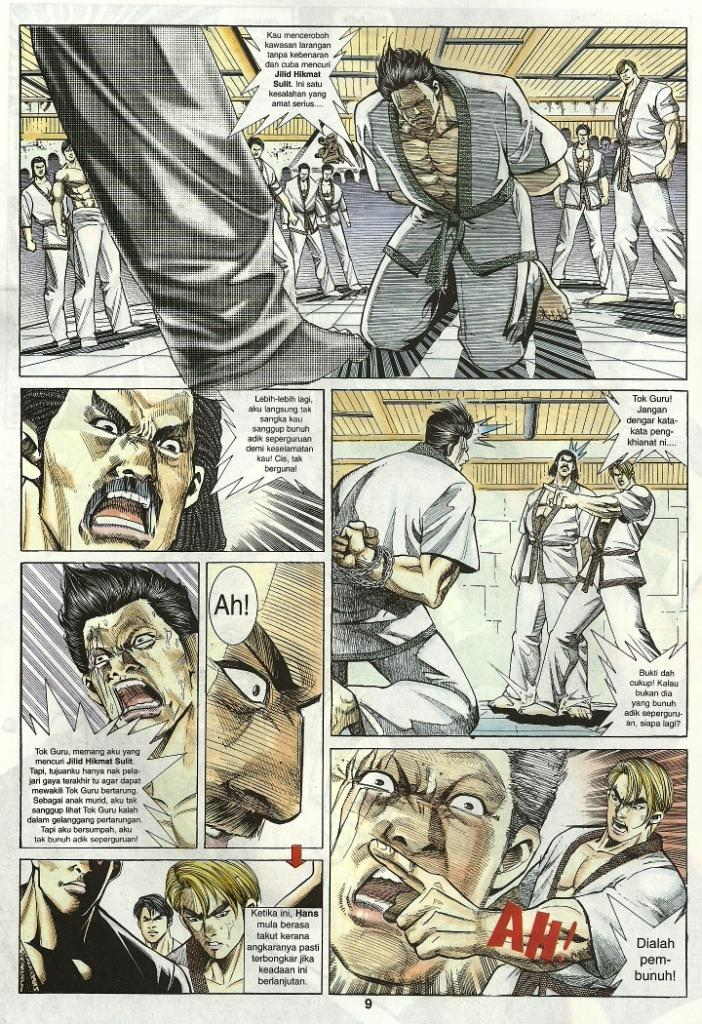 Kau menceroboh
kawasan larangan
tanpa kebenaran
dan cuba mencuri
Jilid Hikmat
Sulit. Ini satu
kesalahan yang
amat serius....
Lebih-lebih lagi,
aku langsung tak
sangka kau
sanggup bunuh
adik seperguruan
demi keselamatan
kau! Cis, tak
berguna!
Tok Guru!
Jangan
dengar kata-
kata peng-
khianat ni....
Bukti dah
cukup! Kalau
bukan dia
yang bunuh
adik seperguru-
an, siapa lagi?
Tok Guru, memang aku yang
mencuri Jilid Hikmat Sulit.
Tapi, tujuanku hanya nak pela-
jari gaya terakhir tu agar dapat
mewakili Tok Guru bertarung.
Sebagai anak murid, aku tak
sanggup lihat Tok Guru kalah
dalam gelanggang pertarungan.
Tapi aku bersumpah, aku
tak bunuh adik seperguruan!
Ah!
Ketika ini, Hans
mula berasa
takut kerana
angkaranya pasti
terbongkar jika
keadaan ini
berlanjutan.
AH!
Dialah
pem-
bunuh!
9